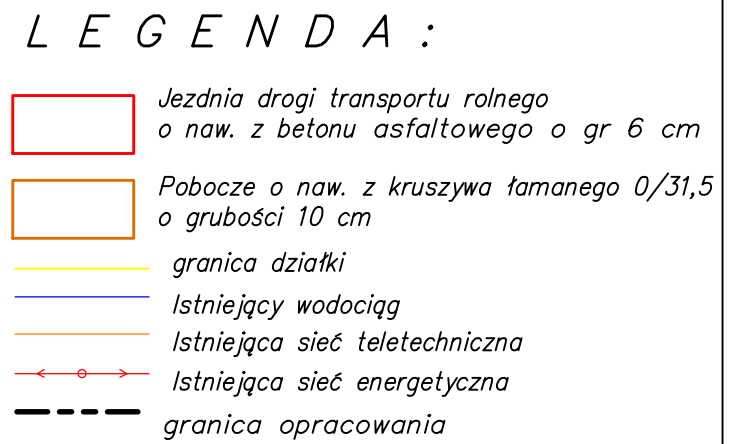 LEGENDA:
Jezdnia drogi transportu rolnego
o naw. z betonu asfaltowego o gr 6 cm
Pobocze o naw. z kruszywa łamanego 0/31,5
o grubości 10 cm
granica działki
Istniejący wodociąg
Istniejąca sieć teletechniczna
Istniejąca sieć energetyczna
granica opracowania